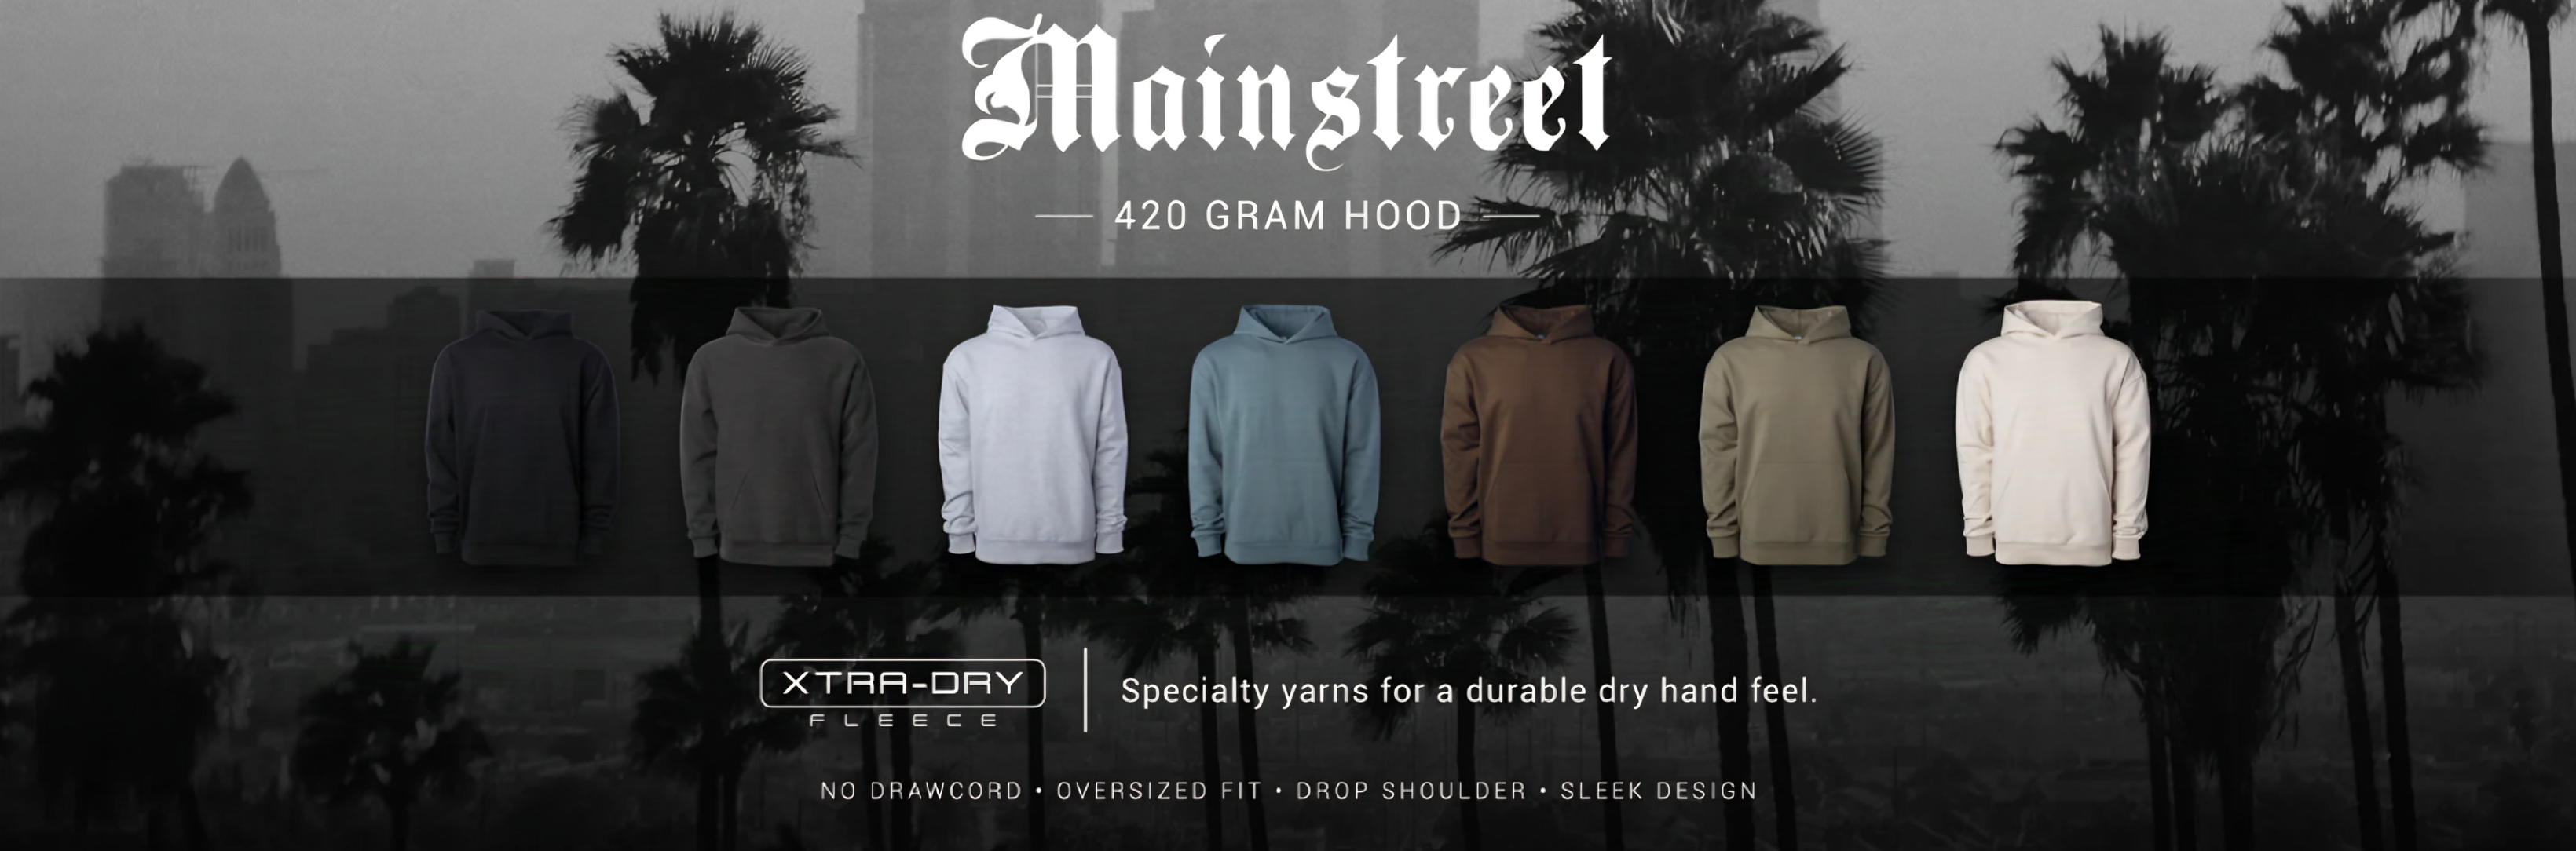 Mainstreet
420 GRAM HOOD
XTRA-DRY
FLEECE
Specialty yarns for a durable dry hand feel.
NO DRAWCORD • OVERSIZED FIT • DROP SHOULDER • SLEEK DESIGN